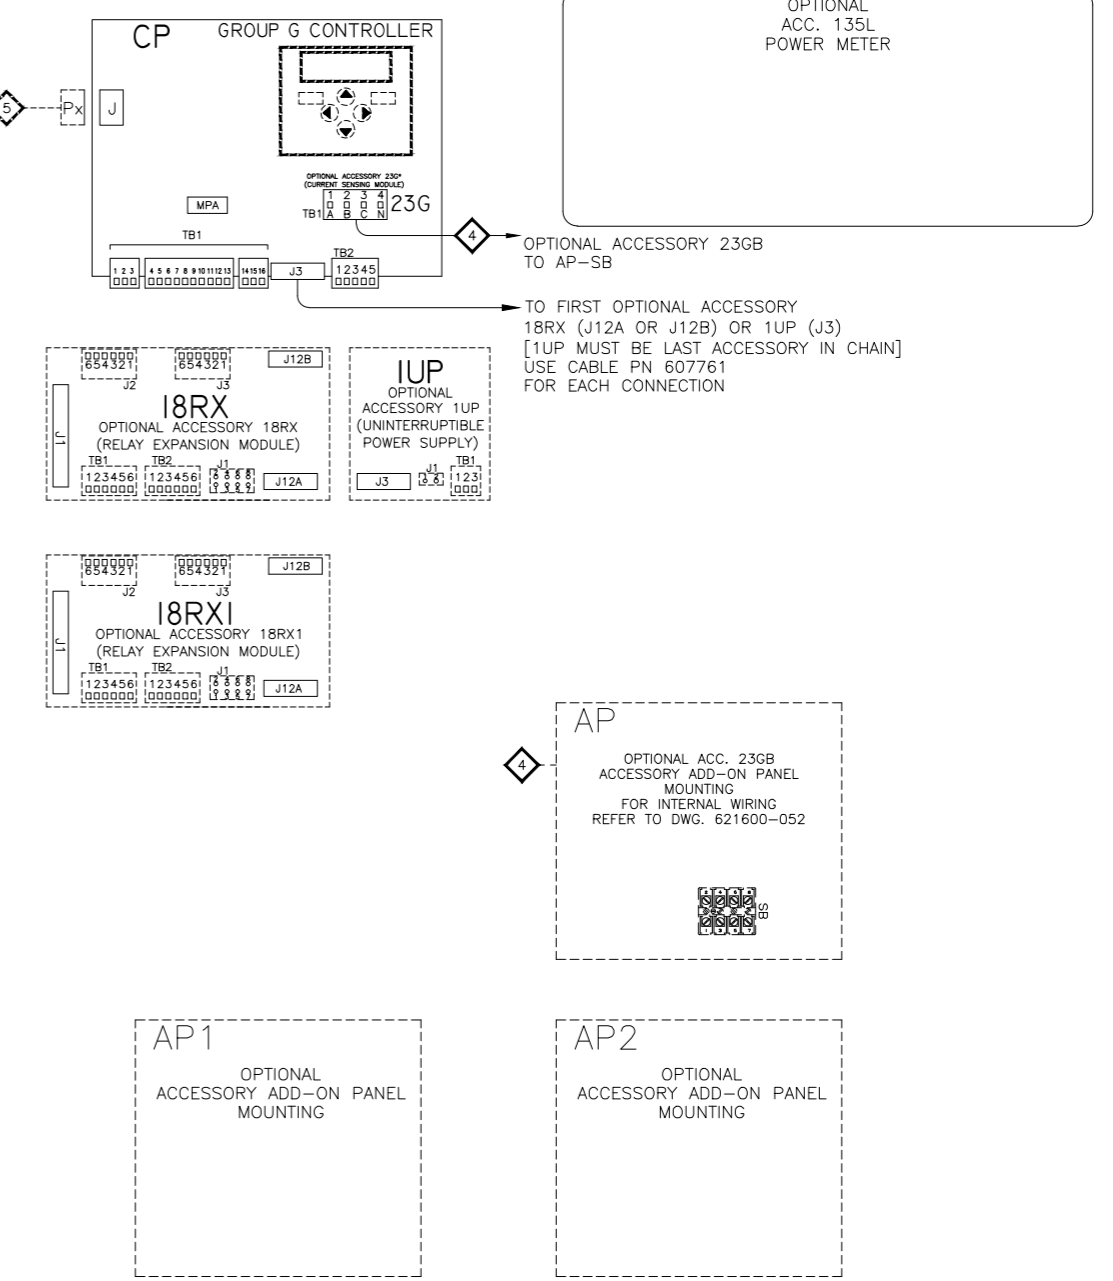 OPTIONAL
ACC. 135L
POWER METER
CP
GROUP G CONTROLLER
5
Px
J
OPTIONAL ACCESSORY 23G*
(CURRENT SENSING MODULE)
1 2 3 4
TB1 A B C N
23G
MPA
TB1
1 2 3
4 5 6 7 8 9 10 11 12 13
14 15 16
J3
TB2
1 2 3 4 5
4
OPTIONAL ACCESSORY 23GB
TO AP-SB
TO FIRST OPTIONAL ACCESSORY
18RX (J12A OR J12B) OR 1UP (J3)
[1UP MUST BE LAST ACCESSORY IN CHAIN]
USE CABLE PN 607761
FOR EACH CONNECTION
654321
J2
654321
J3
J12B
J1
18RX
OPTIONAL ACCESSORY 18RX
(RELAY EXPANSION MODULE)
TB1
123456
TB2
123456
J1
J12A
1UP
OPTIONAL
ACCESSORY 1UP
(UNINTERRUPTIBLE
POWER SUPPLY)
J3
J1
TB1
123
654321
J2
654321
J3
J12B
J1
18RX1
OPTIONAL ACCESSORY 18RX1
(RELAY EXPANSION MODULE)
TB1
123456
TB2
123456
J1
J12A
4
AP
OPTIONAL ACC. 23GB
ACCESSORY ADD-ON PANEL
MOUNTING
FOR INTERNAL WIRING
REFER TO DWG. 621600-052
SB
AP1
OPTIONAL
ACCESSORY ADD-ON PANEL
MOUNTING
AP2
OPTIONAL
ACCESSORY ADD-ON PANEL
MOUNTING